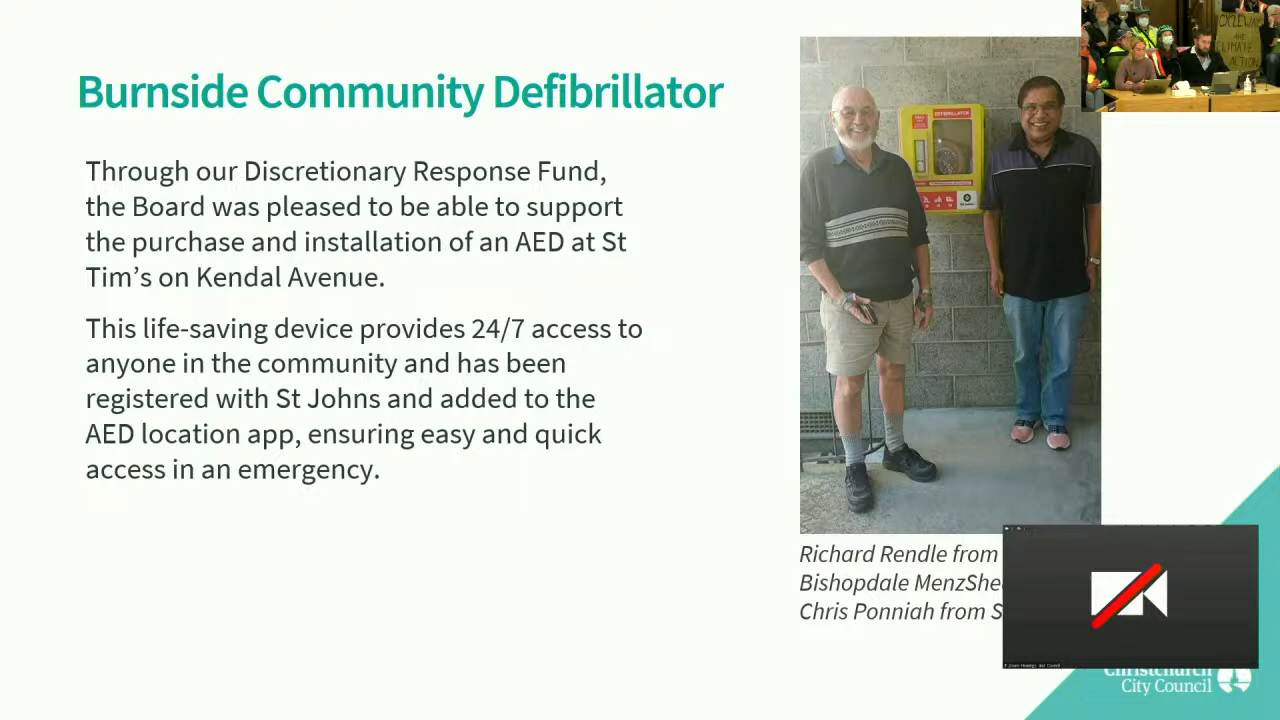 Burnside Community Defibrillator
Through our Discretionary Response Fund,
the Board was pleased to be able to support
the purchase and installation of an AED at St
Tim's on Kendal Avenue.
This life-saving device provides 24/7 access to
anyone in the community and has been
registered with St Johns and added to the
AED location app, ensuring easy and quick
access in an emergency.
CYCLEWAYS
ARE
CLIMATE
ACTION
DEFIBRILLATOR
Richard Rendle from
Bishopdale MenzShe
Chris Ponniah from S
Christchurch
City Council